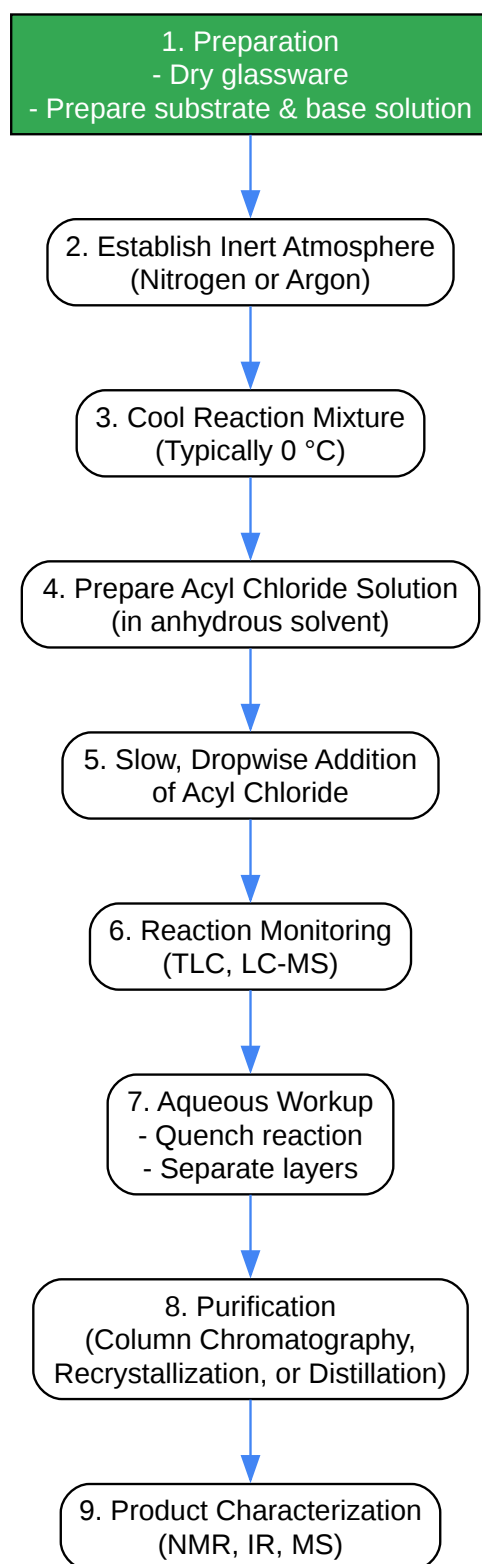 1. Preparation
- Dry glassware
- Prepare substrate & base solution
2. Establish Inert Atmosphere
(Nitrogen or Argon)
3. Cool Reaction Mixture
(Typically 0 °C)
4. Prepare Acyl Chloride Solution
(in anhydrous solvent)
5. Slow, Dropwise Addition
of Acyl Chloride
6. Reaction Monitoring
(TLC, LC-MS)
7. Aqueous Workup
- Quench reaction
- Separate layers
8. Purification
(Column Chromatography,
Recrystallization, or Distillation)
9. Product Characterization
(NMR, IR, MS)